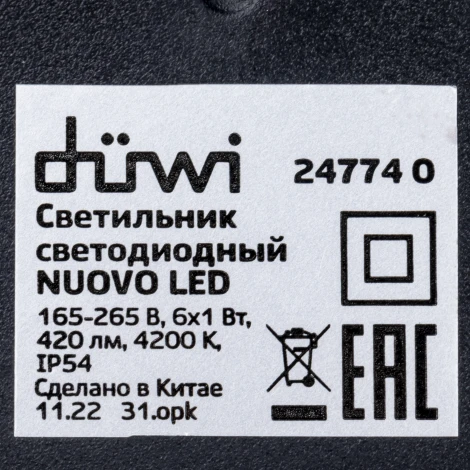 düwi 24774 0
Светильник
светодиодный
NUOVO LED
165-265 В, 6x1 Вт,
420 лм, 4200 К,
IP54
Сделано в Китае
11.22 31.opk
EAC